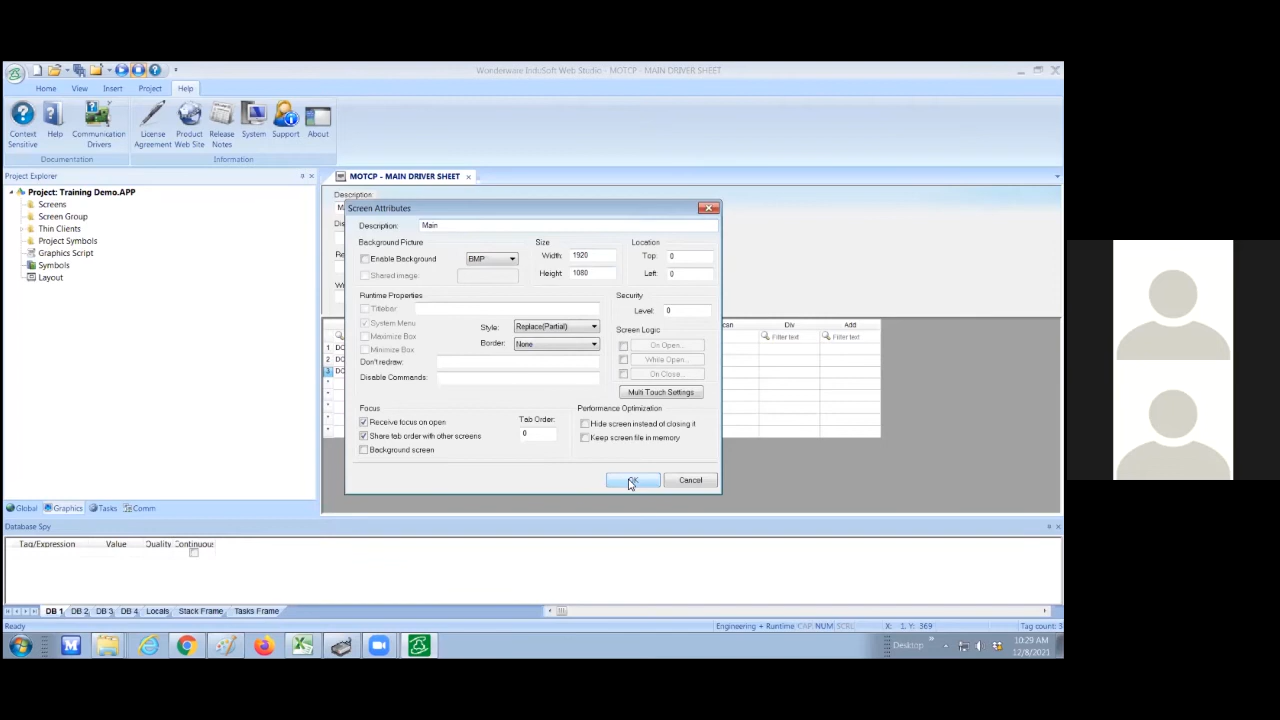 Wonderware InduSoft Web Studio - MOTCP - MAIN DRIVER SHEET
Home View Insert Project Help
Context Sensitive
Help
Communication Drivers
License Agreement
Product Web Site
Release Notes
System
Support
About
Documentation
Information
Project Explorer
MOTCP - MAIN DRIVER SHEET
Project: Training Demo.APP
Screens
Screen Group
Thin Clients
Project Symbols
Graphics Script
Symbols
Layout
Description
Screen Attributes
Description: Main
Background Picture
Enable Background BMP
Shared image:
Size
Width: 1920
Height: 1080
Location
Top: 0
Left: 0
Runtime Properties
Titlebar
System Menu
Maximize Box
Minimize Box
Style: Replace(Partial)
Border: None
Don't redraw:
Disable Commands:
Security
Level: 0
Screen Logic
On Open...
While Open...
On Close...
Multi Touch Settings
Focus
Receive focus on open
Share tab order with other screens
Background screen
Tab Order:
0
Performance Optimization
Hide screen instead of closing it
Keep screen file in memory
OK Cancel
Div Add
Filter text Filter text
1
2
3
Global Graphics Tasks Comm
Database Spy
Tag/Expression Value Quality Continuous
DB 1 DB 2 DB 3 DB 4 Locals Stack Frame Tasks Frame
Ready
Engineering + Runtime CAP NUM SCRL
Desktop
10:29 AM
12/8/2021